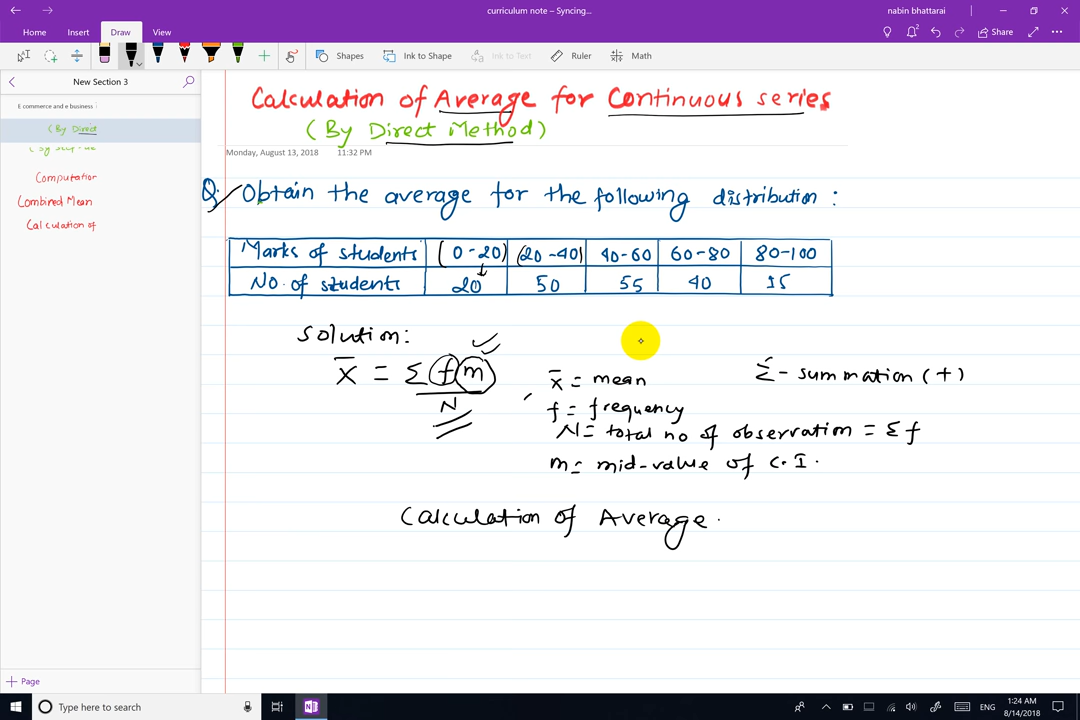 curriculum note - Syncing...
nabin bhattarai
Home Insert Draw View
Shapes Ink to Shape Ink to Text Ruler Math Share
New Section 3
E commerce and e business :
(By Direct
Computation
Combined Mean
Calculation of
Page
Calculation of Average for Continuous series
(By Direct Method)
Monday, August 13, 2018 11:32 PM
Q. Obtain the average for the following distribution :
Marks of students (0-20) (20-40) 40-60 60-80 80-100
No. of students 20 50 55 40 15
Solution:
X̅ = Σfm
N
x̅ = mean
Σ - summation (+)
f = frequency
N = total no of observation = Σf
m = mid-value of C.I.
Calculation of Average.
Type here to search
ENG
1:24 AM
8/14/2018